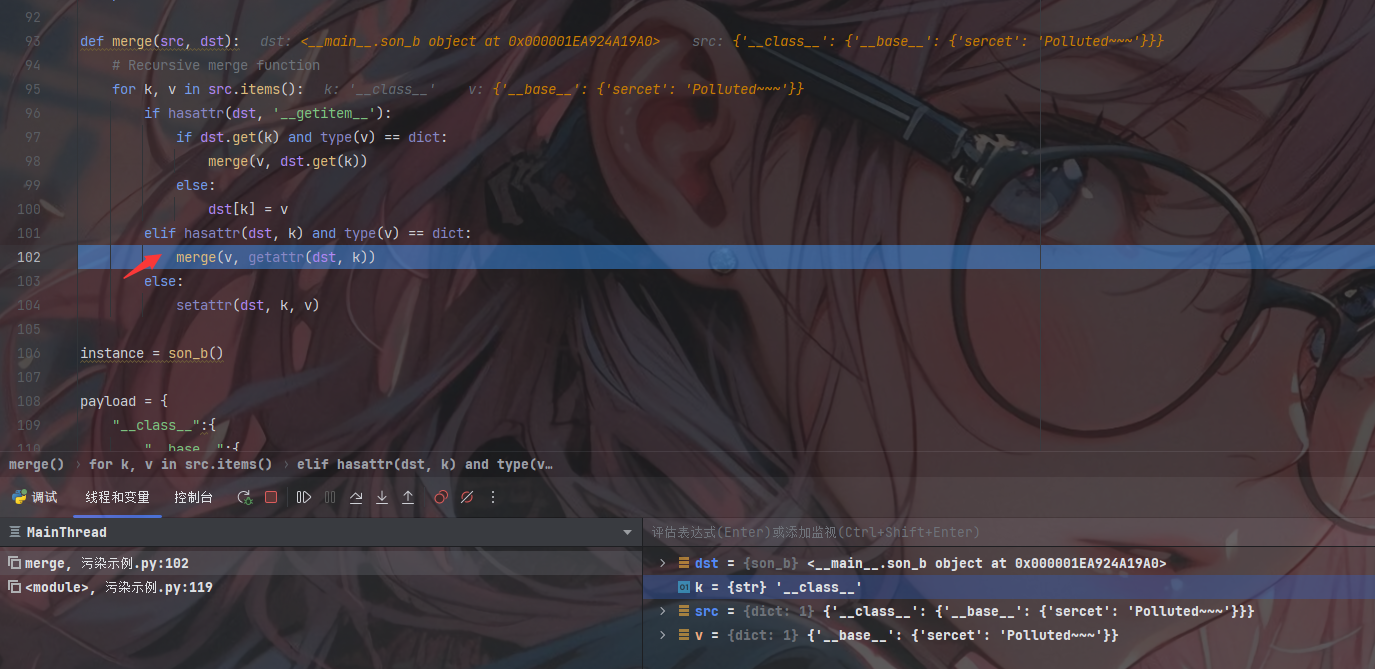 92
93 def merge(src, dst): dst: <__main__.son_b object at 0x000001EA924A19A0> src: {'__class__': {'__base__': {'sercet': 'Polluted~~~'}}}
94 # Recursive merge function
95 for k, v in src.items(): k: '__class__' v: {'__base__': {'sercet': 'Polluted~~~'}}
96 if hasattr(dst, '__getitem__'):
97 if dst.get(k) and type(v) == dict:
98 merge(v, dst.get(k))
99 else:
100 dst[k] = v
101 elif hasattr(dst, k) and type(v) == dict:
102 merge(v, getattr(dst, k))
103 else:
104 setattr(dst, k, v)
105
106 instance = son_b()
107
108 payload = {
109 "__class__":{
110 "__base__":{
merge() › for k, v in src.items() › elif hasattr(dst, k) and type(v…
调试 线程和变量 控制台
MainThread
评估表达式(Enter)或添加监视(Ctrl+Shift+Enter)
merge, 污染示例.py:102
<module>, 污染示例.py:119
dst = {son_b} <__main__.son_b object at 0x000001EA924A19A0>
k = {str} '__class__'
src = {dict: 1} {'__class__': {'__base__': {'sercet': 'Polluted~~~'}}}
v = {dict: 1} {'__base__': {'sercet': 'Polluted~~~'}}